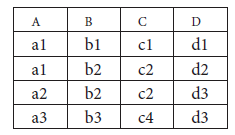 A B C D
a1 b1 c1 d1
a1 b2 c2 d2
a2 b2 c2 d3
a3 b3 c4 d3